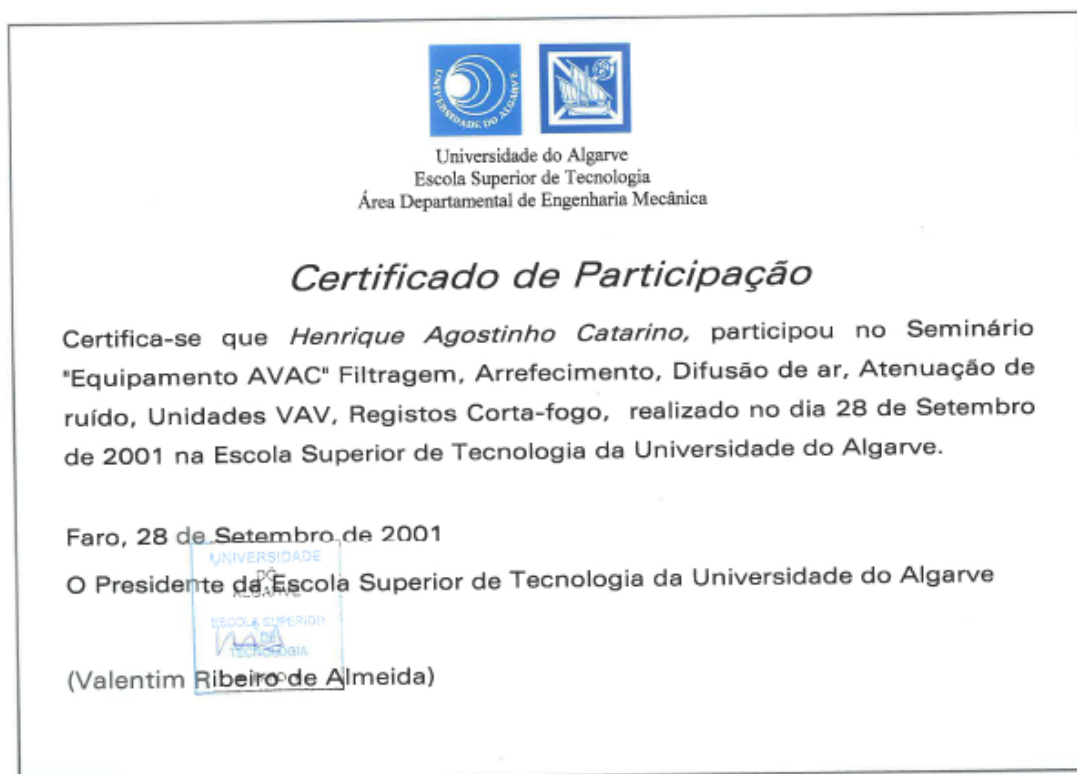 UNIVERSIDADE DO ALGARVE
Universidade do Algarve
Escola Superior de Tecnologia
Área Departamental de Engenharia Mecânica
Certificado de Participação
Certifica-se que Henrique Agostinho Catarino, participou no Seminário
"Equipamento AVAC" Filtragem, Arrefecimento, Difusão de ar, Atenuação de
ruído, Unidades VAV, Registos Corta-fogo, realizado no dia 28 de Setembro
de 2001 na Escola Superior de Tecnologia da Universidade do Algarve.
Faro, 28 de Setembro de 2001
UNIVERSIDADE
DO
ALGARVE
O Presidente da Escola Superior de Tecnologia da Universidade do Algarve
ESCOLA SUPERIOR
DE
TECNOLOGIA
(Valentim Ribeiro de Almeida)